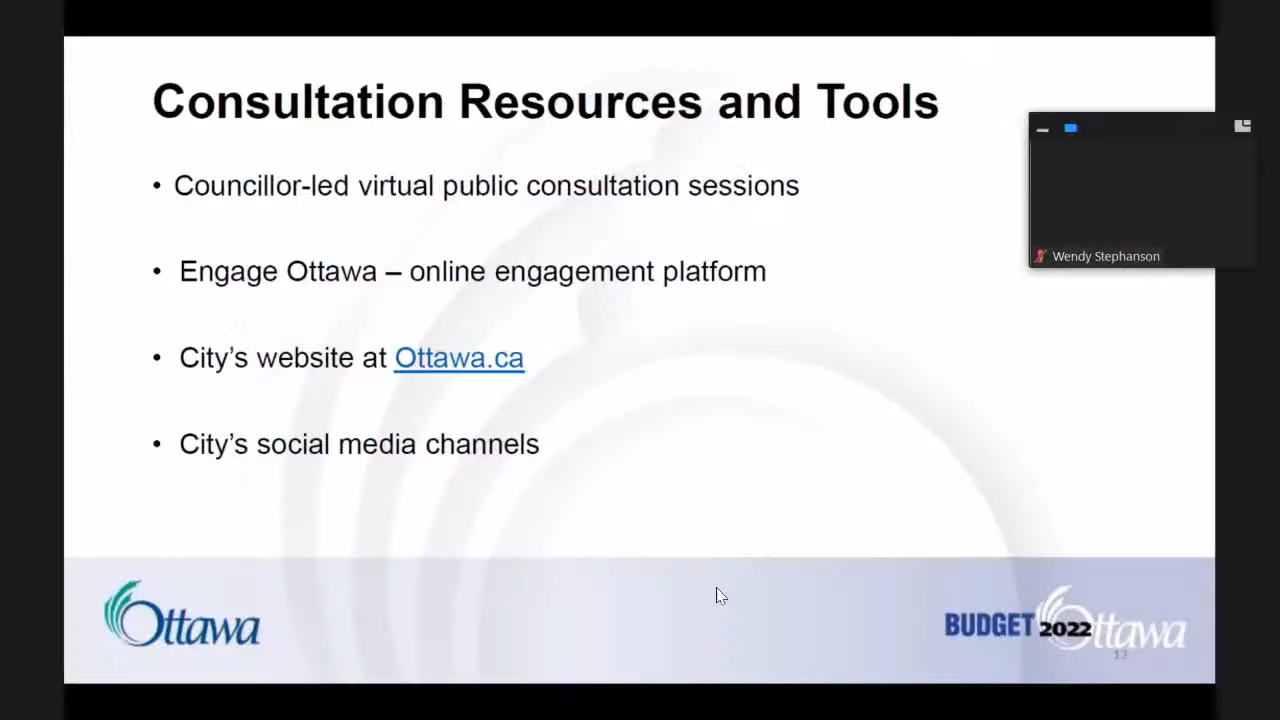 Consultation Resources and Tools
• Councillor-led virtual public consultation sessions
Wendy Stephanson
• Engage Ottawa – online engagement platform
• City’s website at Ottawa.ca
• City’s social media channels
Ottawa
BUDGET 2022 Ottawa
12